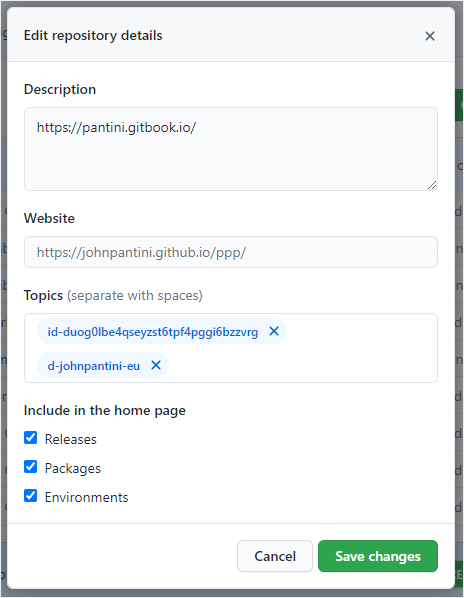 Edit repository details
Description
https://pantini.gitbook.io/
Website
https://johnpantini.github.io/ppp/
Topics (separate with spaces)
id-duog0lbe4qseyzst6tpf4pggi6bzzvrg
d-johnpantini-eu
Include in the home page
Releases
Packages
Environments
Cancel
Save changes